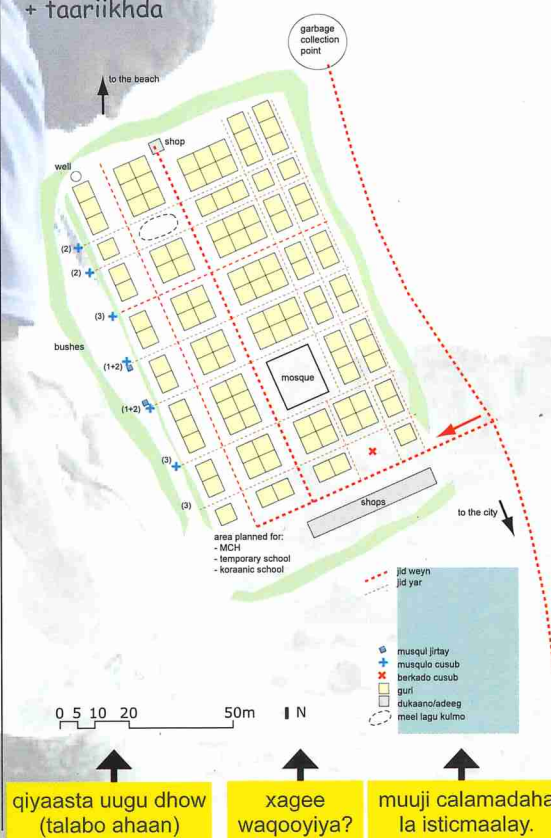 + taariikhda
garbage
collection
point
to the beach
shop
well
(2)
(2)
(3)
bushes
(1+2)
mosque
(1+2)
(3)
(3)
shops
to the city
area planned for:
- MCH
- temporary school
- koraanic school
jid weyn
jid yar
musqul jirtay
musqulo cusub
berkado cusub
guri
dukaano/adeeg
meel lagu kulmo
0 5 10 20 50m N
qiyaasta uugu dhow
(talabo ahaan)
xagee
waqooyiya?
muuji calamadaha
la isticmaalay.